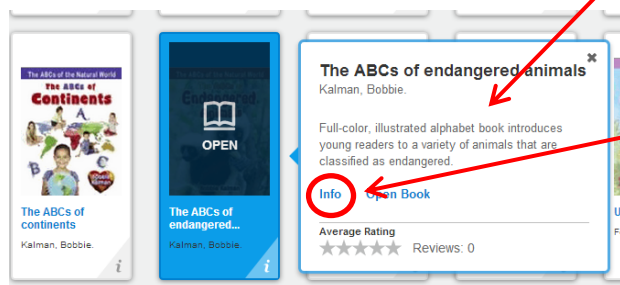 The ABCs of the Natural World
The ABCs of
Continents
A
B
C
Bobbie
Kalman
The ABCs of
continents
Kalman, Bobbie.
i
OPEN
The ABCs of
endangered...
Kalman, Bobbie.
i
The ABCs of endangered animals
Kalman, Bobbie.
Full-color, illustrated alphabet book introduces
young readers to a variety of animals that are
classified as endangered.
Info
Open Book
Average Rating
Reviews: 0
U
F